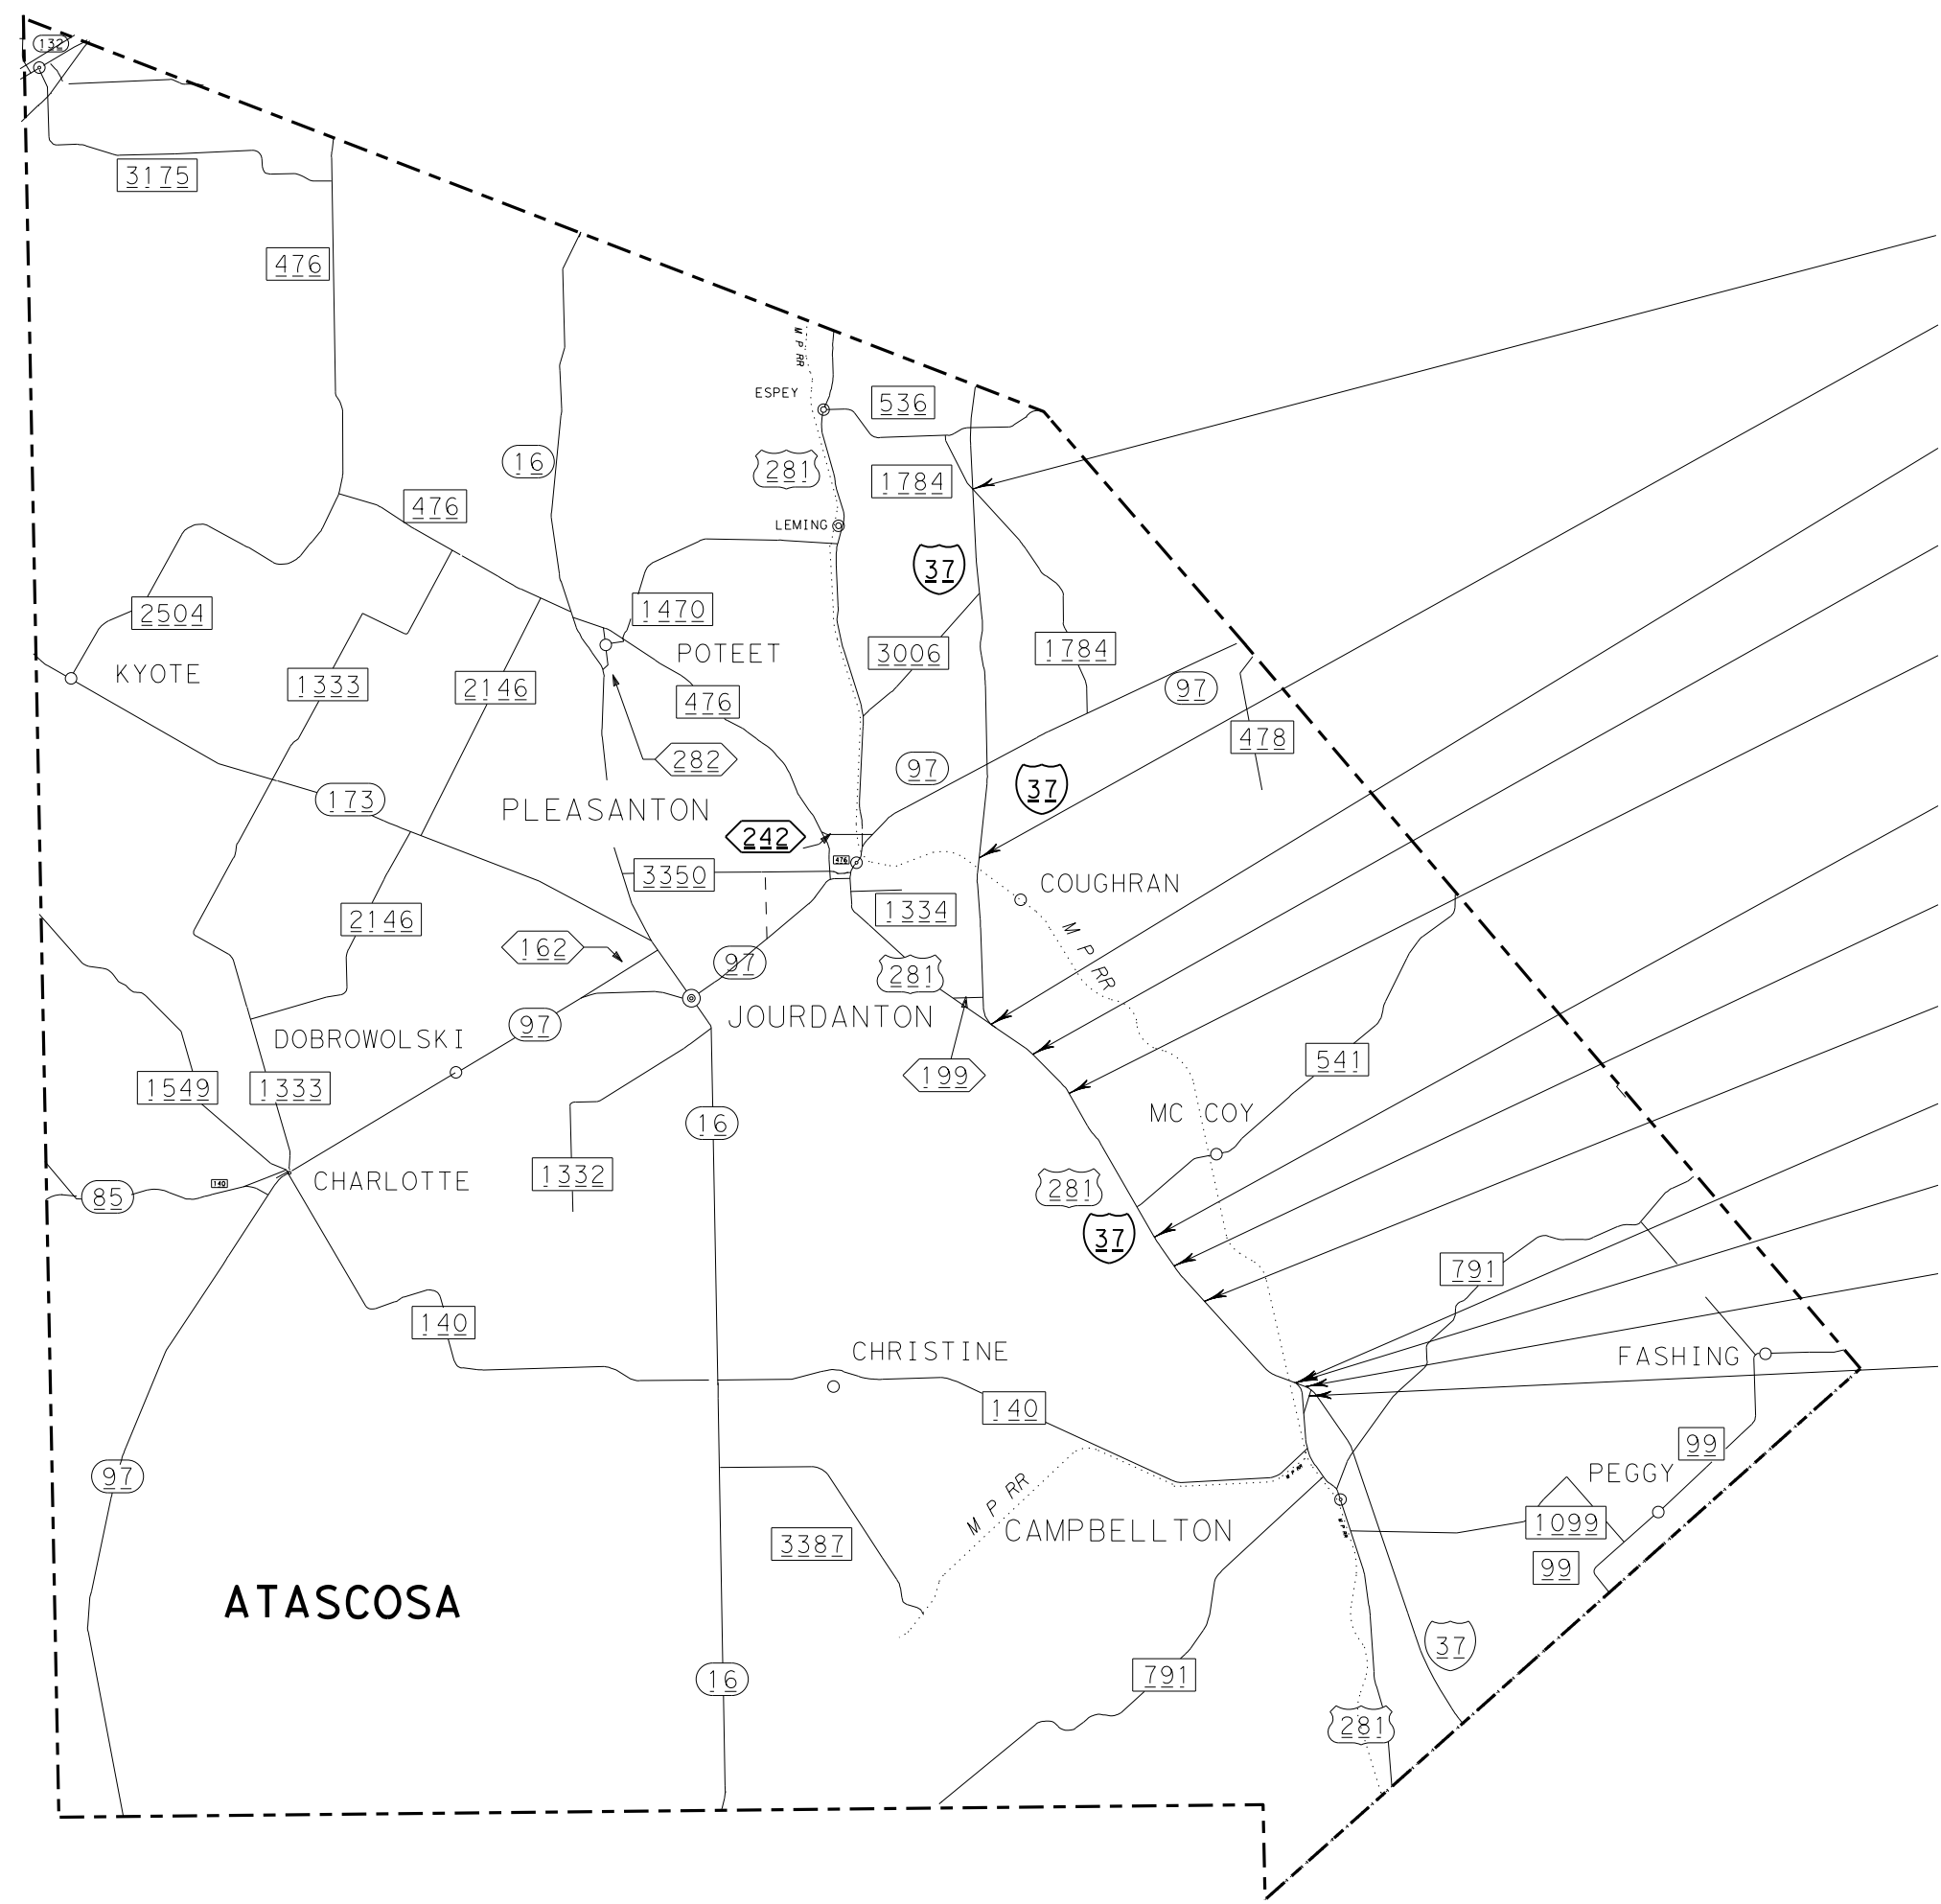 132
3175
476
M P RR
ESPEY
536
16
281
1784
476
LEMING
37
2504
1470
1784
KYOTE
1333
2146
POTEET
3006
97
476
478
282
97
37
173
PLEASANTON
242
476
3350
COUGHRAN
1334
2146
162
97
M P RR
281
JOURDANTON
97
DOBROWOLSKI
541
1549
1333
199
16
MC COY
1332
CHARLOTTE
140
85
281
37
791
140
CHRISTINE
FASHING
140
99
97
PEGGY
M P RR
CAMPBELLTON
1099
3387
99
ATASCOSA
37
16
791
281